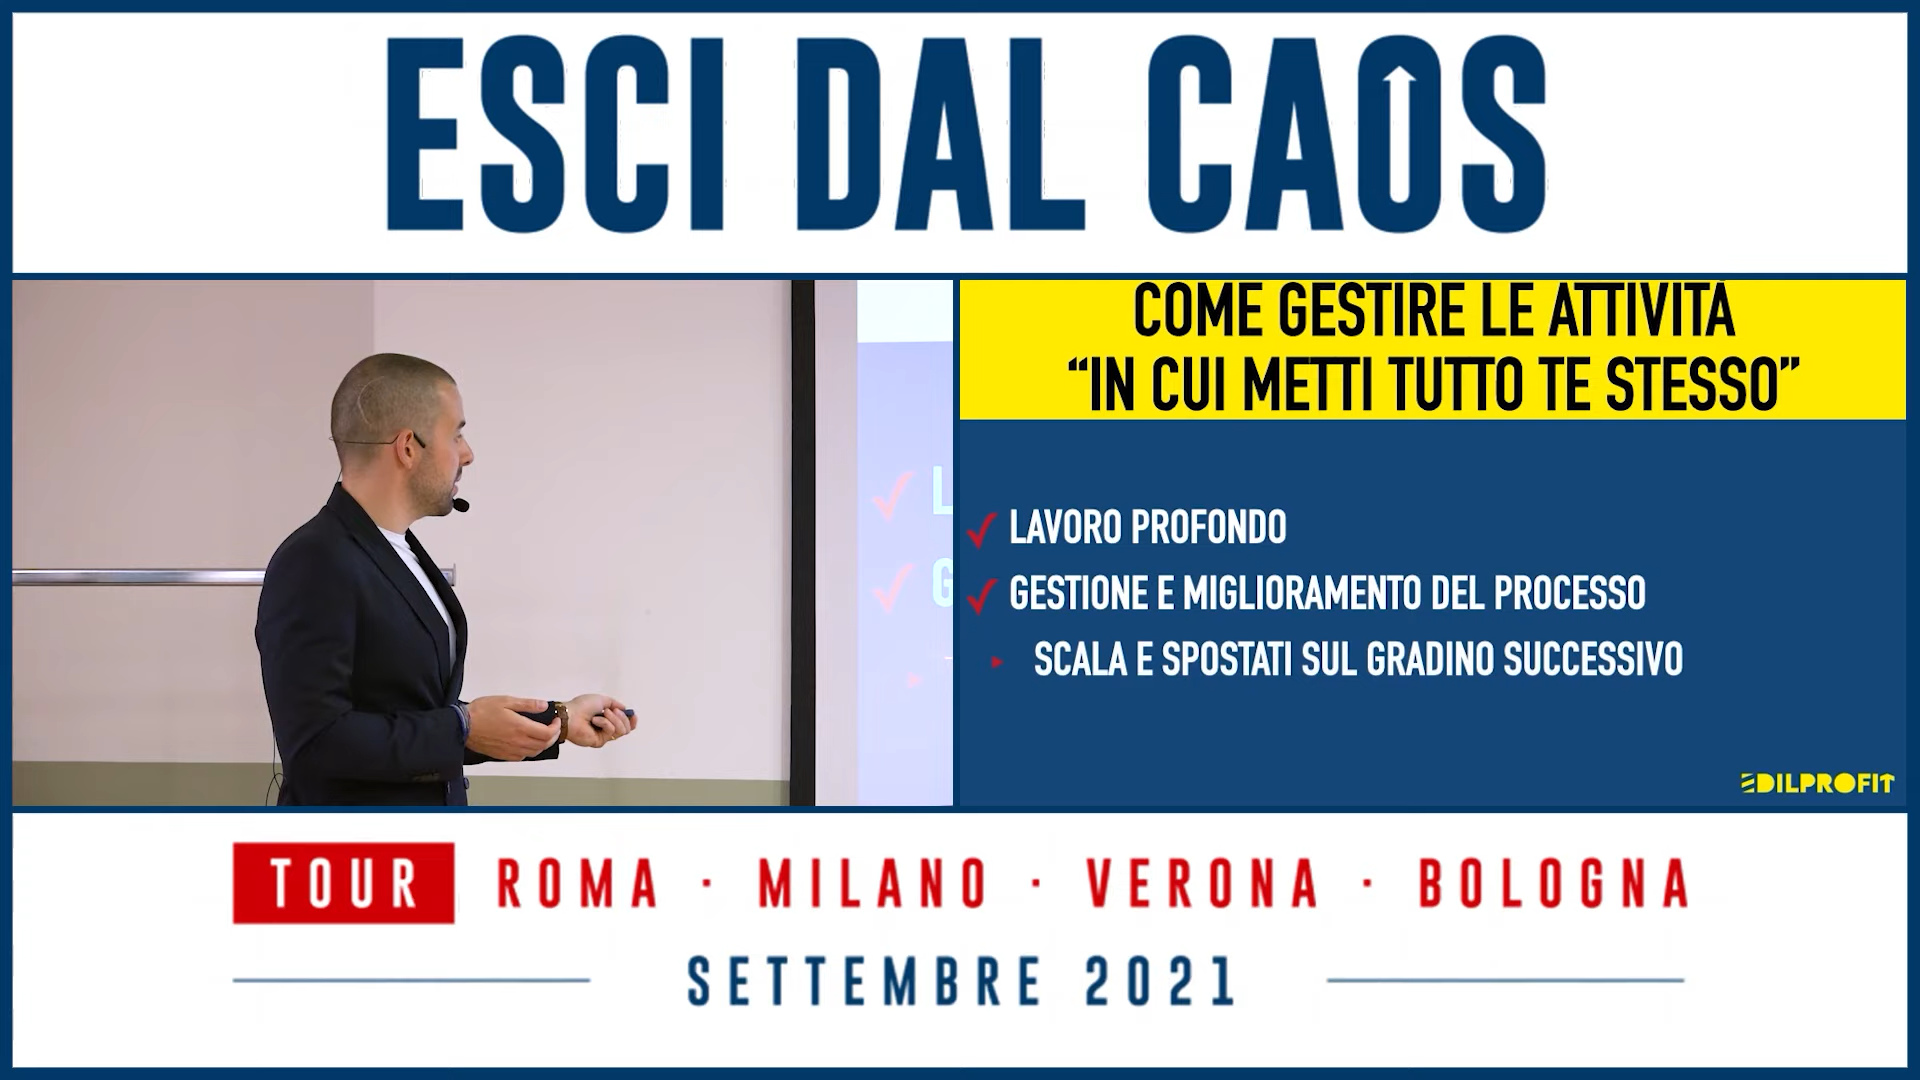 ESCI DAL CAOS
COME GESTIRE LE ATTIVITÀ
“IN CUI METTI TUTTO TE STESSO”
L
G
LAVORO PROFONDO
GESTIONE E MIGLIORAMENTO DEL PROCESSO
SCALA E SPOSTATI SUL GRADINO SUCCESSIVO
EDILPROFIT
TOUR ROMA · MILANO · VERONA · BOLOGNA
SETTEMBRE 2021